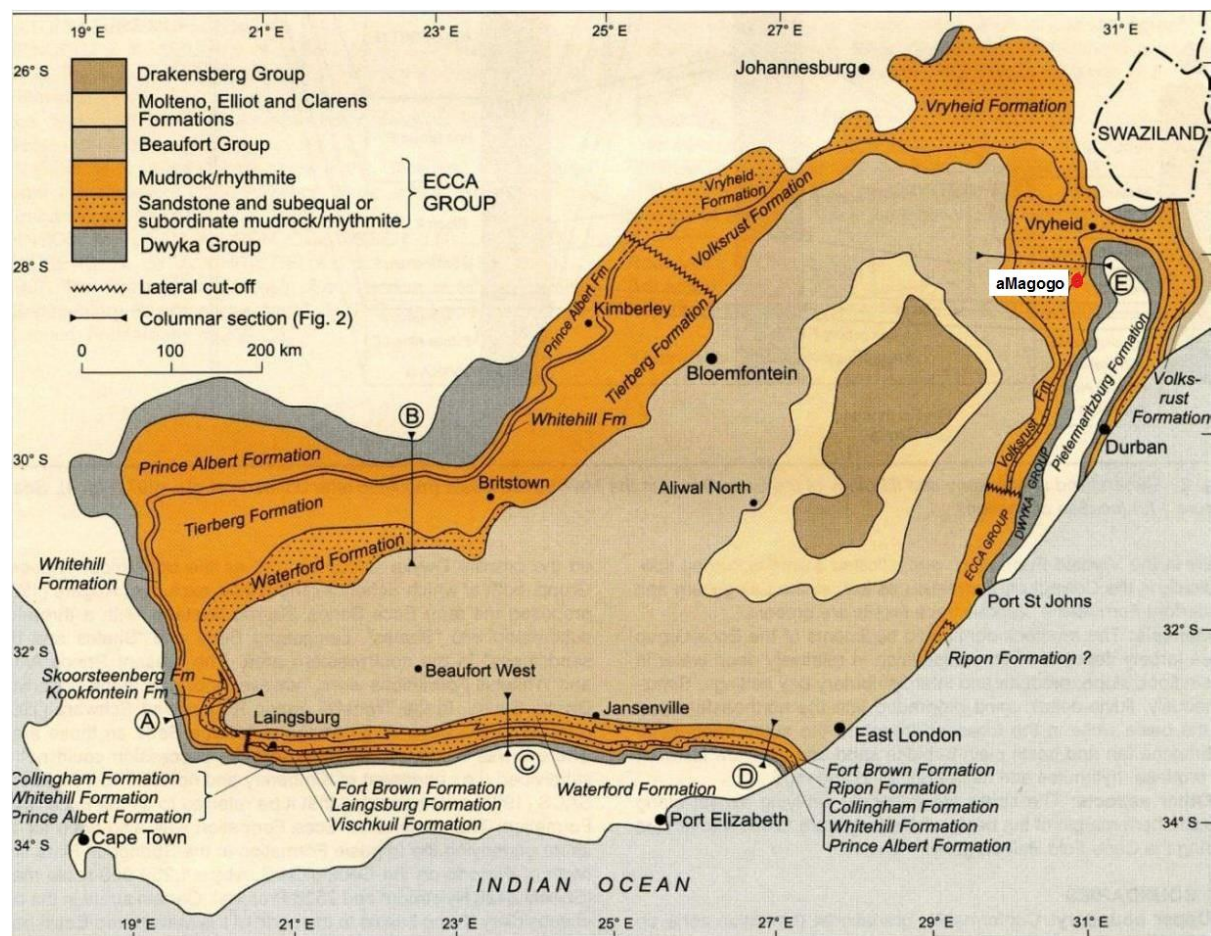 19° E
21° E
23° E
25° E
27° E
31° E
26° S
28° S
30° S
32° S
34° S
Drakensberg Group
Molteno, Elliot and Clarens
Formations
Beaufort Group
Mudrock/rhythmite
Sandstone and subequal or
subordinate mudrock/rhythmite
ECCA
GROUP
Dwyka Group
Lateral cut-off
Columnar section (Fig. 2)
0 100 200 km
Johannesburg
Vryheid Formation
SWAZILAND
Vryheid
Formation
Volksrust Formation
Vryheid
aMagogo
E
Prince Albert Fm
Kimberley
Tierberg Formation
Bloemfontein
Whitehill Fm
Pietermaritzburg Formation
Volks-
rust
Formation
Volksrust Fm
Durban
B
Prince Albert Formation
Britstown
Tierberg Formation
Aliwal North
DWYKA GROUP
ECCA GROUP
Waterford Formation
Whitehill
Formation
Port St Johns
32° S
Ripon Formation ?
Beaufort West
Skoorsteenberg Fm
Kookfontein Fm
A
Laingsburg
Jansenville
East London
C
D
Collingham Formation
Whitehill Formation
Prince Albert Formation
Fort Brown Formation
Laingsburg Formation
Vischkuil Formation
Waterford Formation
Port Elizabeth
Fort Brown Formation
Ripon Formation
Collingham Formation
Whitehill Formation
Prince Albert Formation
34° S
Cape Town
INDIAN OCEAN
19° E
21° E
23° E
25° E
27° E
29° E
31° E